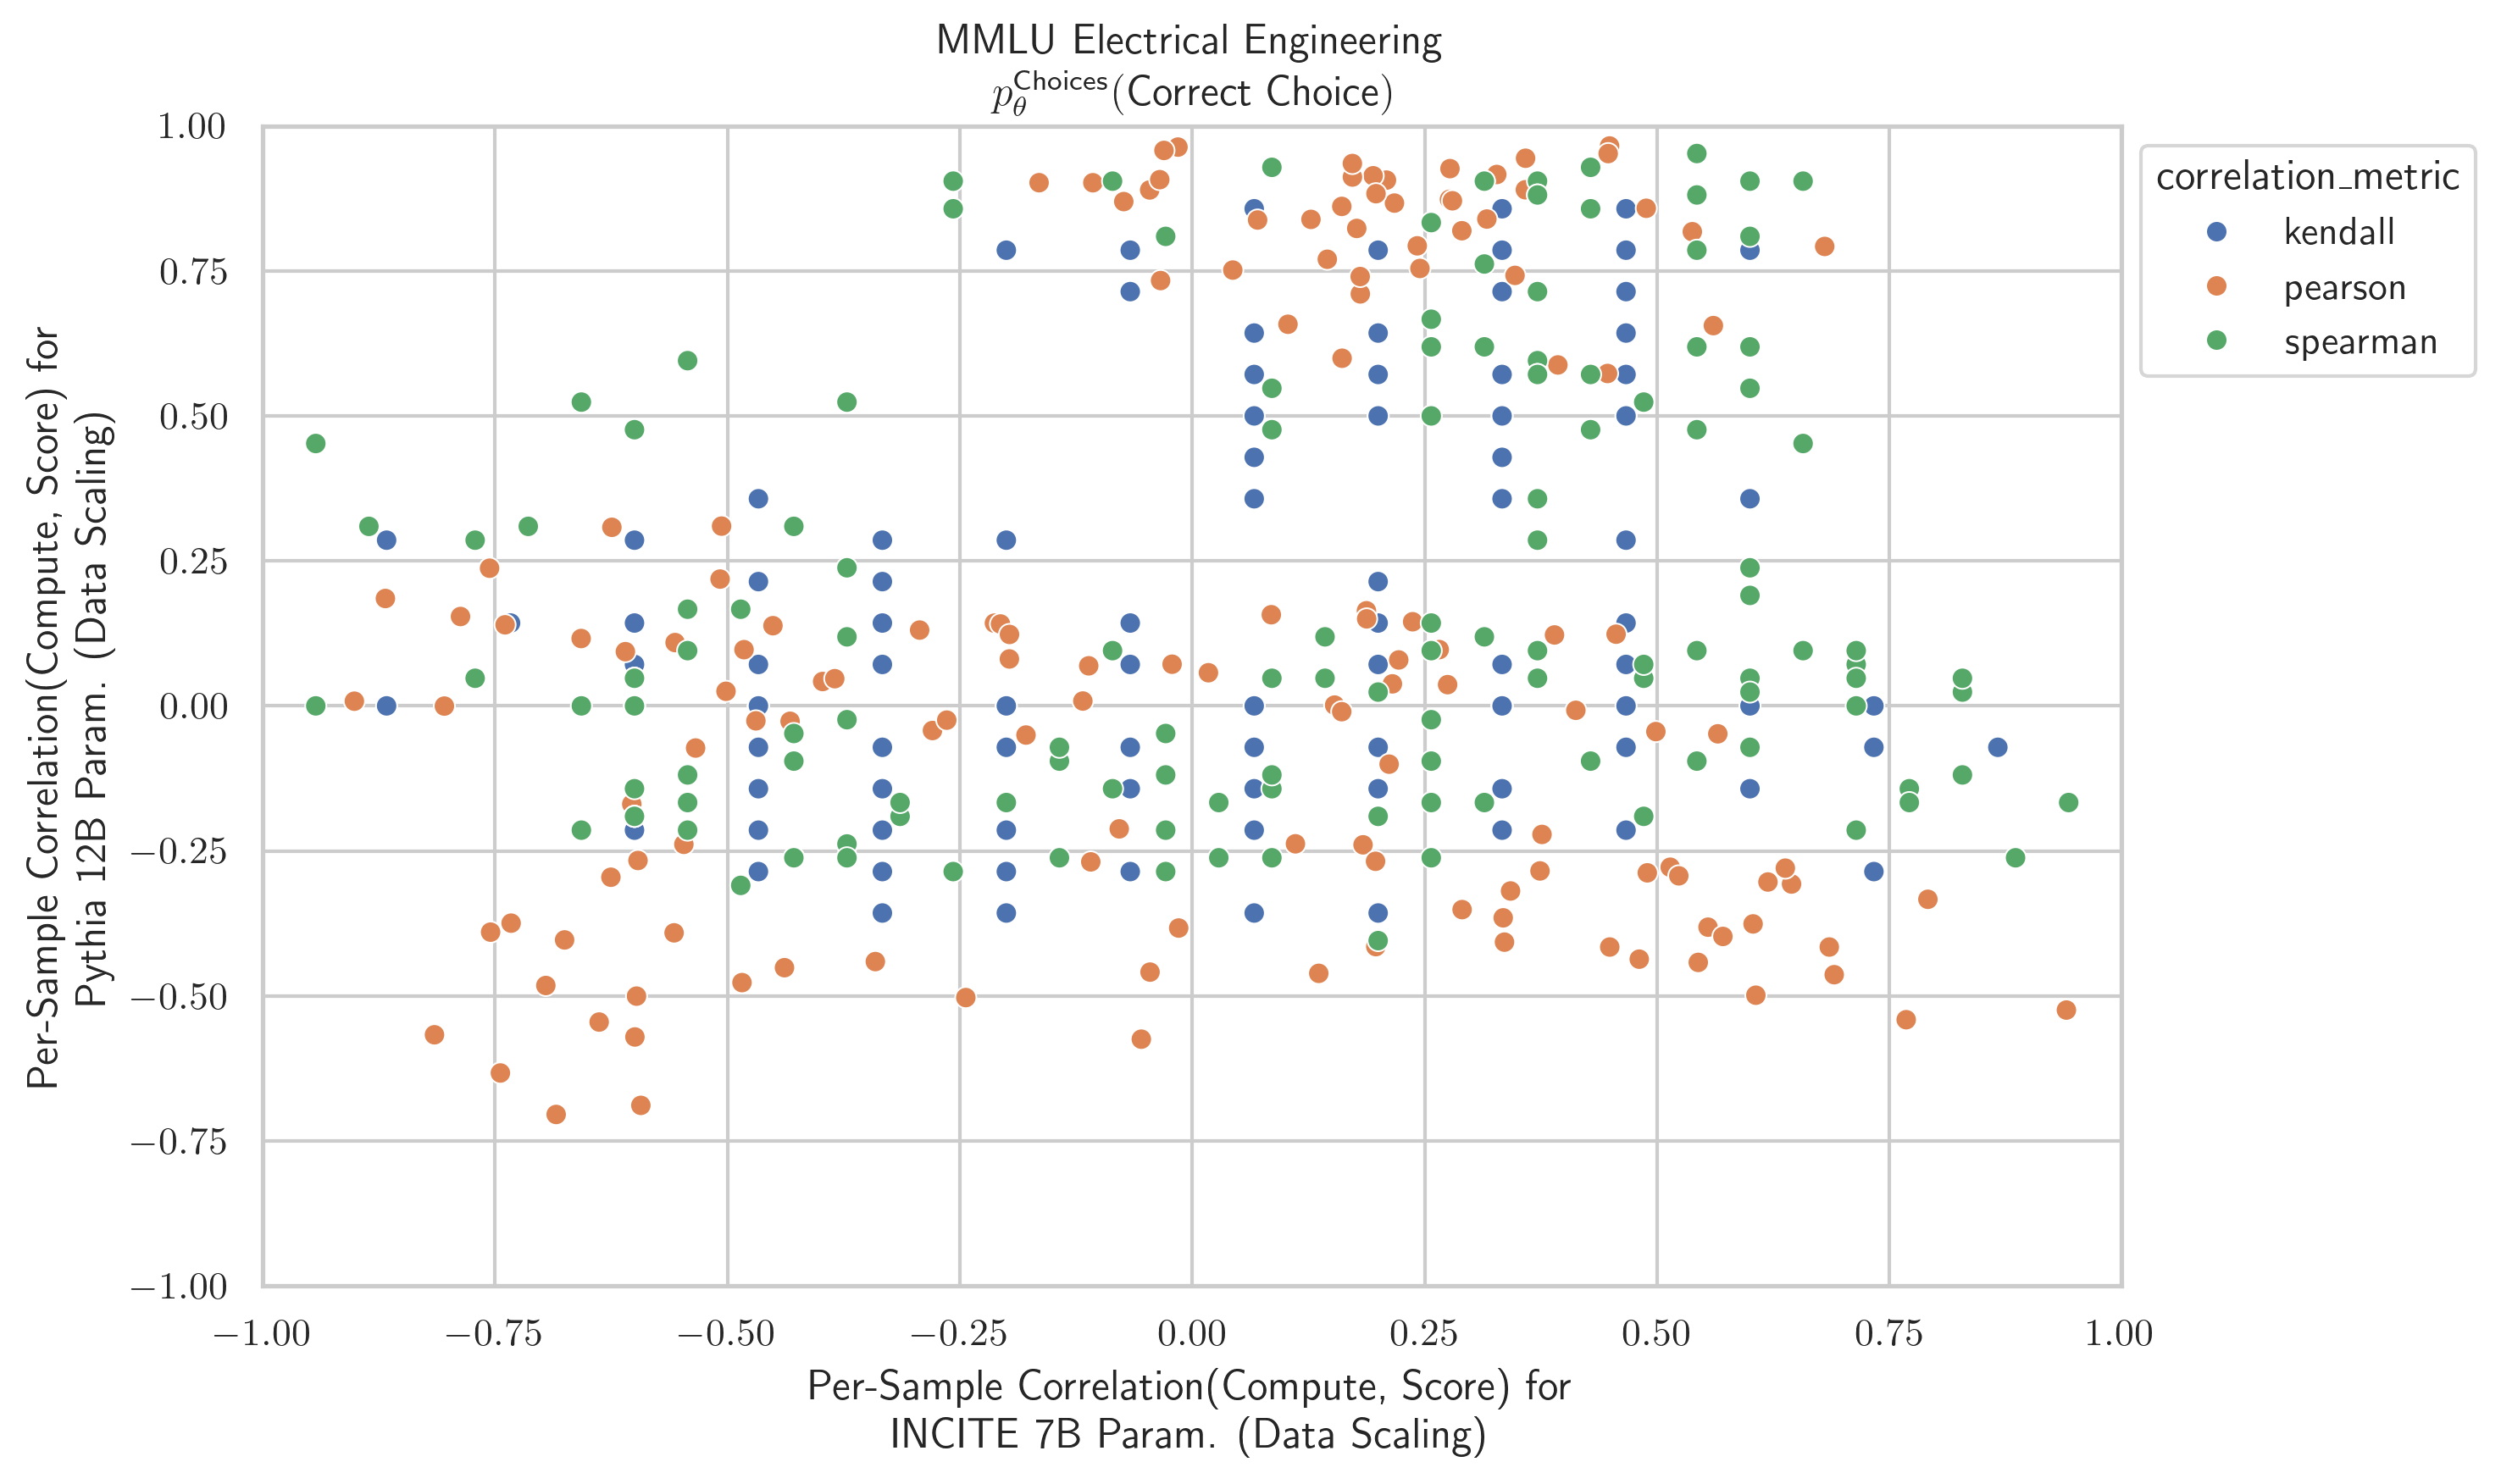 MMLU Electrical Engineering
p_θ^Choices(Correct Choice)
Per-Sample Correlation(Compute, Score) for
Pythia 12B Param. (Data Scaling)
1.00
0.75
0.50
0.25
0.00
−0.25
−0.50
−0.75
−1.00
−1.00
−0.75
−0.50
−0.25
0.00
0.25
0.50
0.75
1.00
Per-Sample Correlation(Compute, Score) for
INCITE 7B Param. (Data Scaling)
correlation_metric
kendall
pearson
spearman